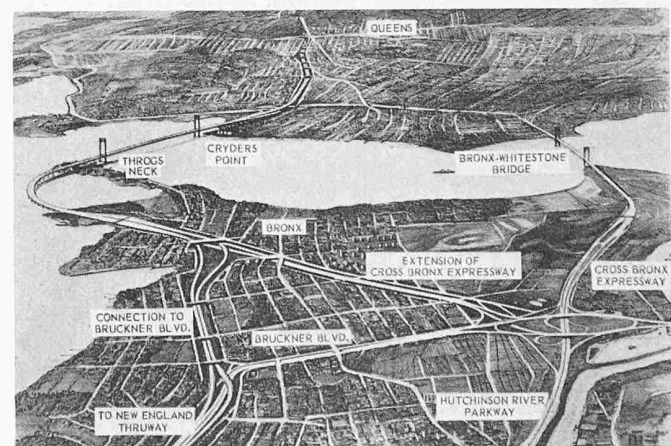 QUEENS
THROGS
NECK
CRYDERS
POINT
BRONX-WHITESTONE
BRIDGE
BRONX
EXTENSION OF
CROSS BRONX EXPRESSWAY
CROSS BRONX
EXPRESSWAY
CONNECTION TO
BRUCKNER BLVD.
BRUCKNER BLVD.
HUTCHINSON RIVER
PARKWAY
TO NEW ENGLAND
THRUWAY